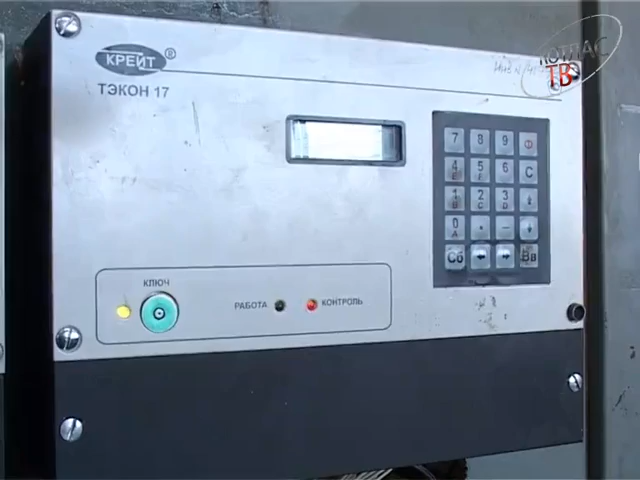 КРЕЙТ®
ТЭКОН 17
КОТЛАС
ТВ
7 8 9 Ф
4 5 6 С
1 2 3
B C D
0 • –
A
Сб Вв
КЛЮЧ
РАБОТА КОНТРОЛЬ